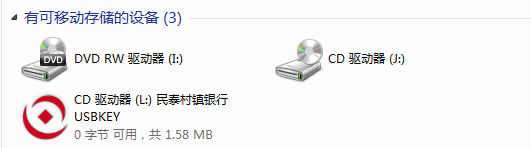 有可移动存储的设备 (3)
DVD
DVD RW 驱动器 (I:)
CD 驱动器 (J:)
CD 驱动器 (L:) 民泰村镇银行
USBKEY
0 字节 可用，共 1.58 MB